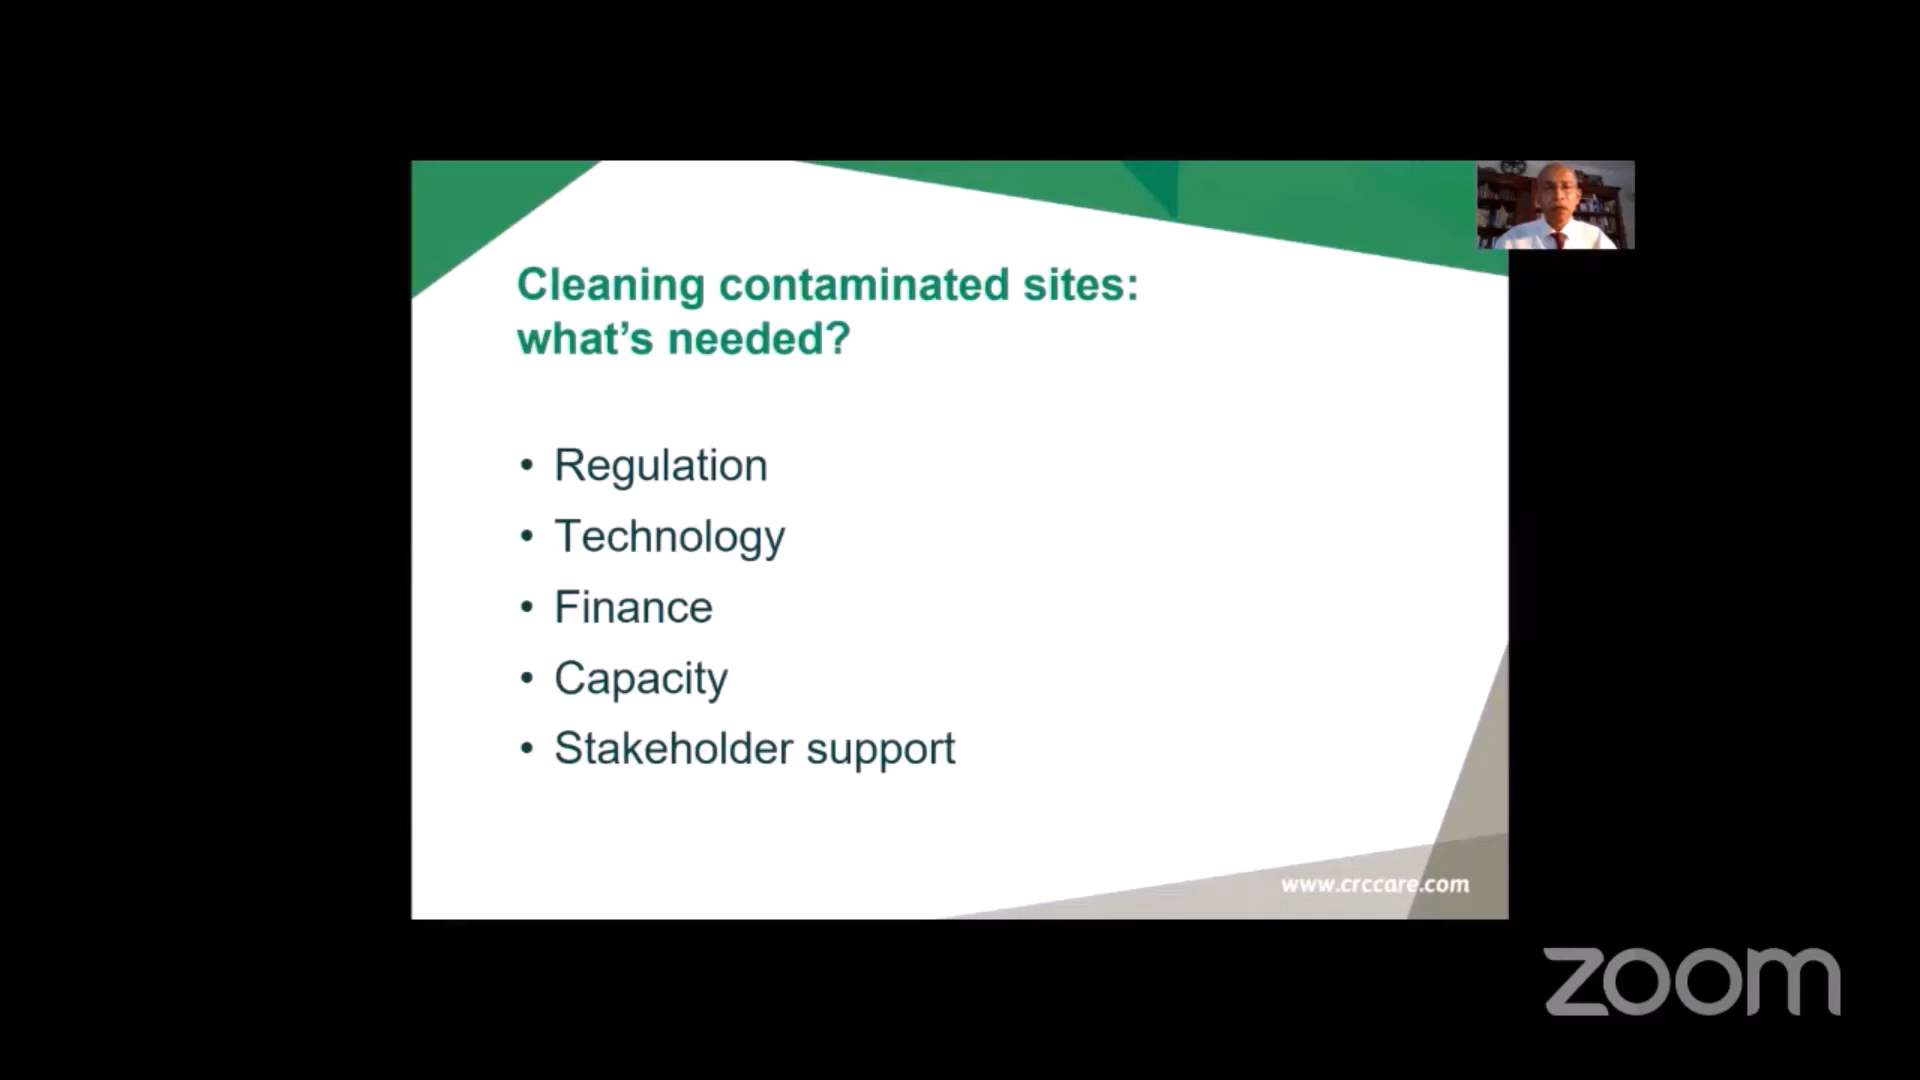 Cleaning contaminated sites:
what's needed?
• Regulation
• Technology
• Finance
• Capacity
• Stakeholder support
www.crccare.com
zoom